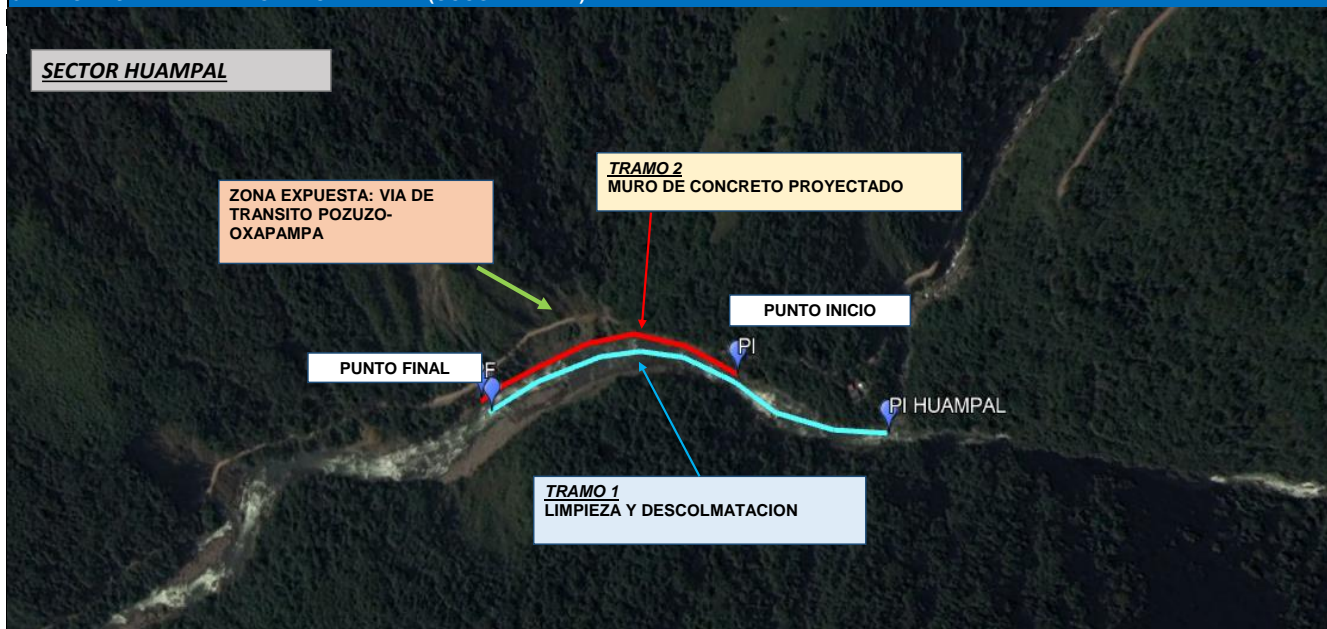 SECTOR HUAMPAL
TRAMO 2
MURO DE CONCRETO PROYECTADO
ZONA EXPUESTA: VIA DE
TRANSITO POZUZO-
OXAPAMPA
PUNTO INICIO
PI
PUNTO FINAL
F
PI HUAMPAL
TRAMO 1
LIMPIEZA Y DESCOLMATACION